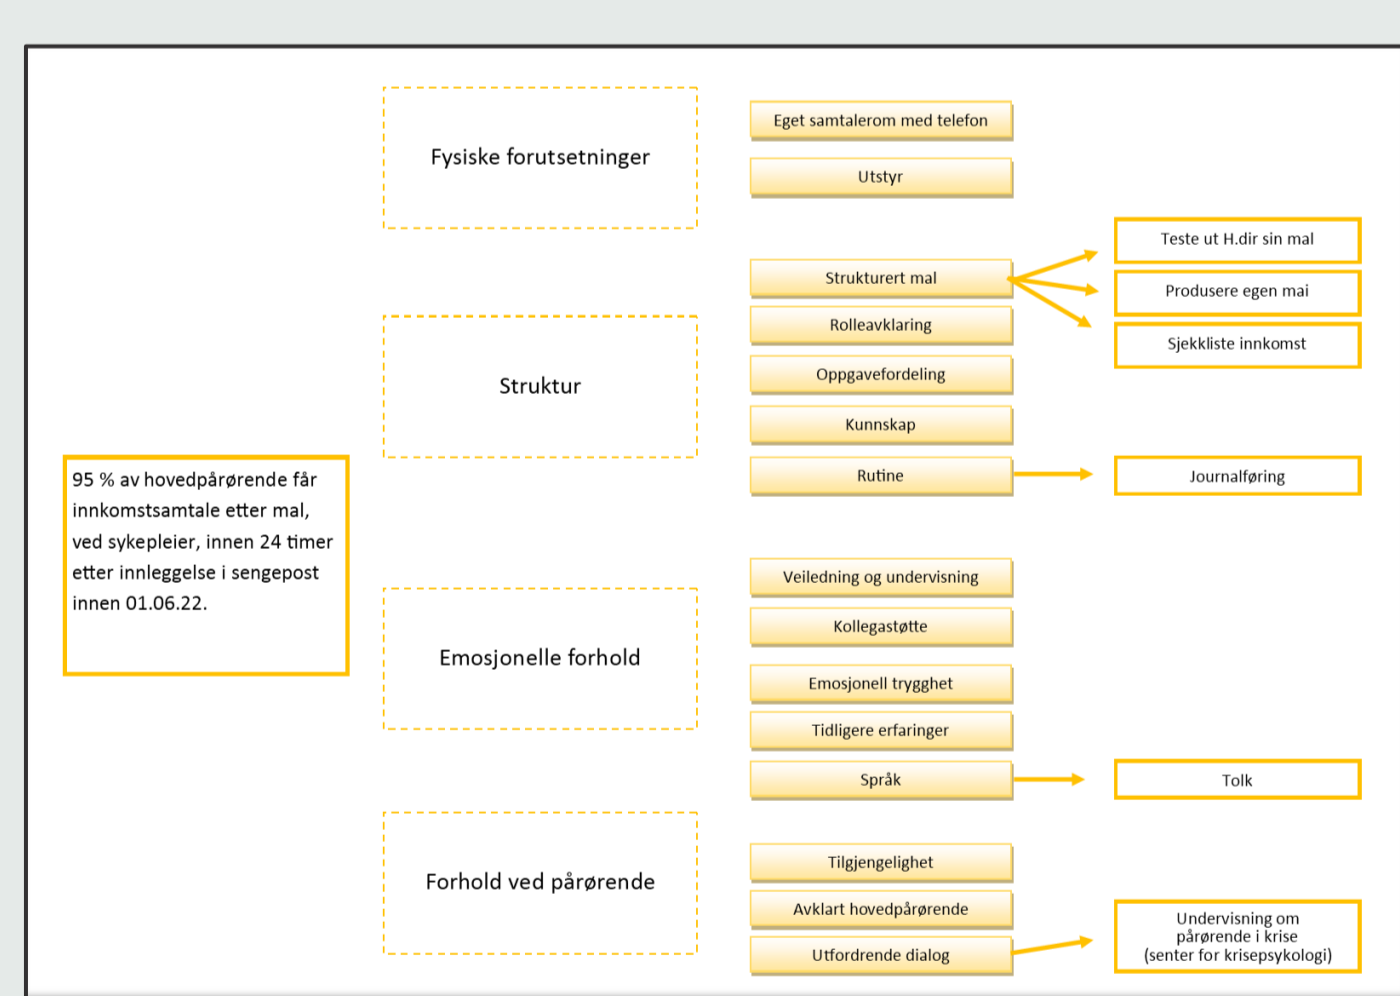 95 % av hovedpårørende får
innkomstsamtale etter mal,
ved sykepleier, innen 24 timer
etter innleggelse i sengepost
innen 01.06.22.
Fysiske forutsetninger
Eget samtalerom med telefon
Utstyr
Struktur
Strukturert mal
Teste ut H.dir sin mal
Produsere egen mai
Sjekkliste innkomst
Rolleavklaring
Oppgavefordeling
Kunnskap
Rutine
Journalføring
Emosjonelle forhold
Veiledning og undervisning
Kollegastøtte
Emosjonell trygghet
Tidligere erfaringer
Språk
Tolk
Forhold ved pårørende
Tilgjengelighet
Avklart hovedpårørende
Utfordrende dialog
Undervisning om
pårørende i krise
(senter for krisepsykologi)